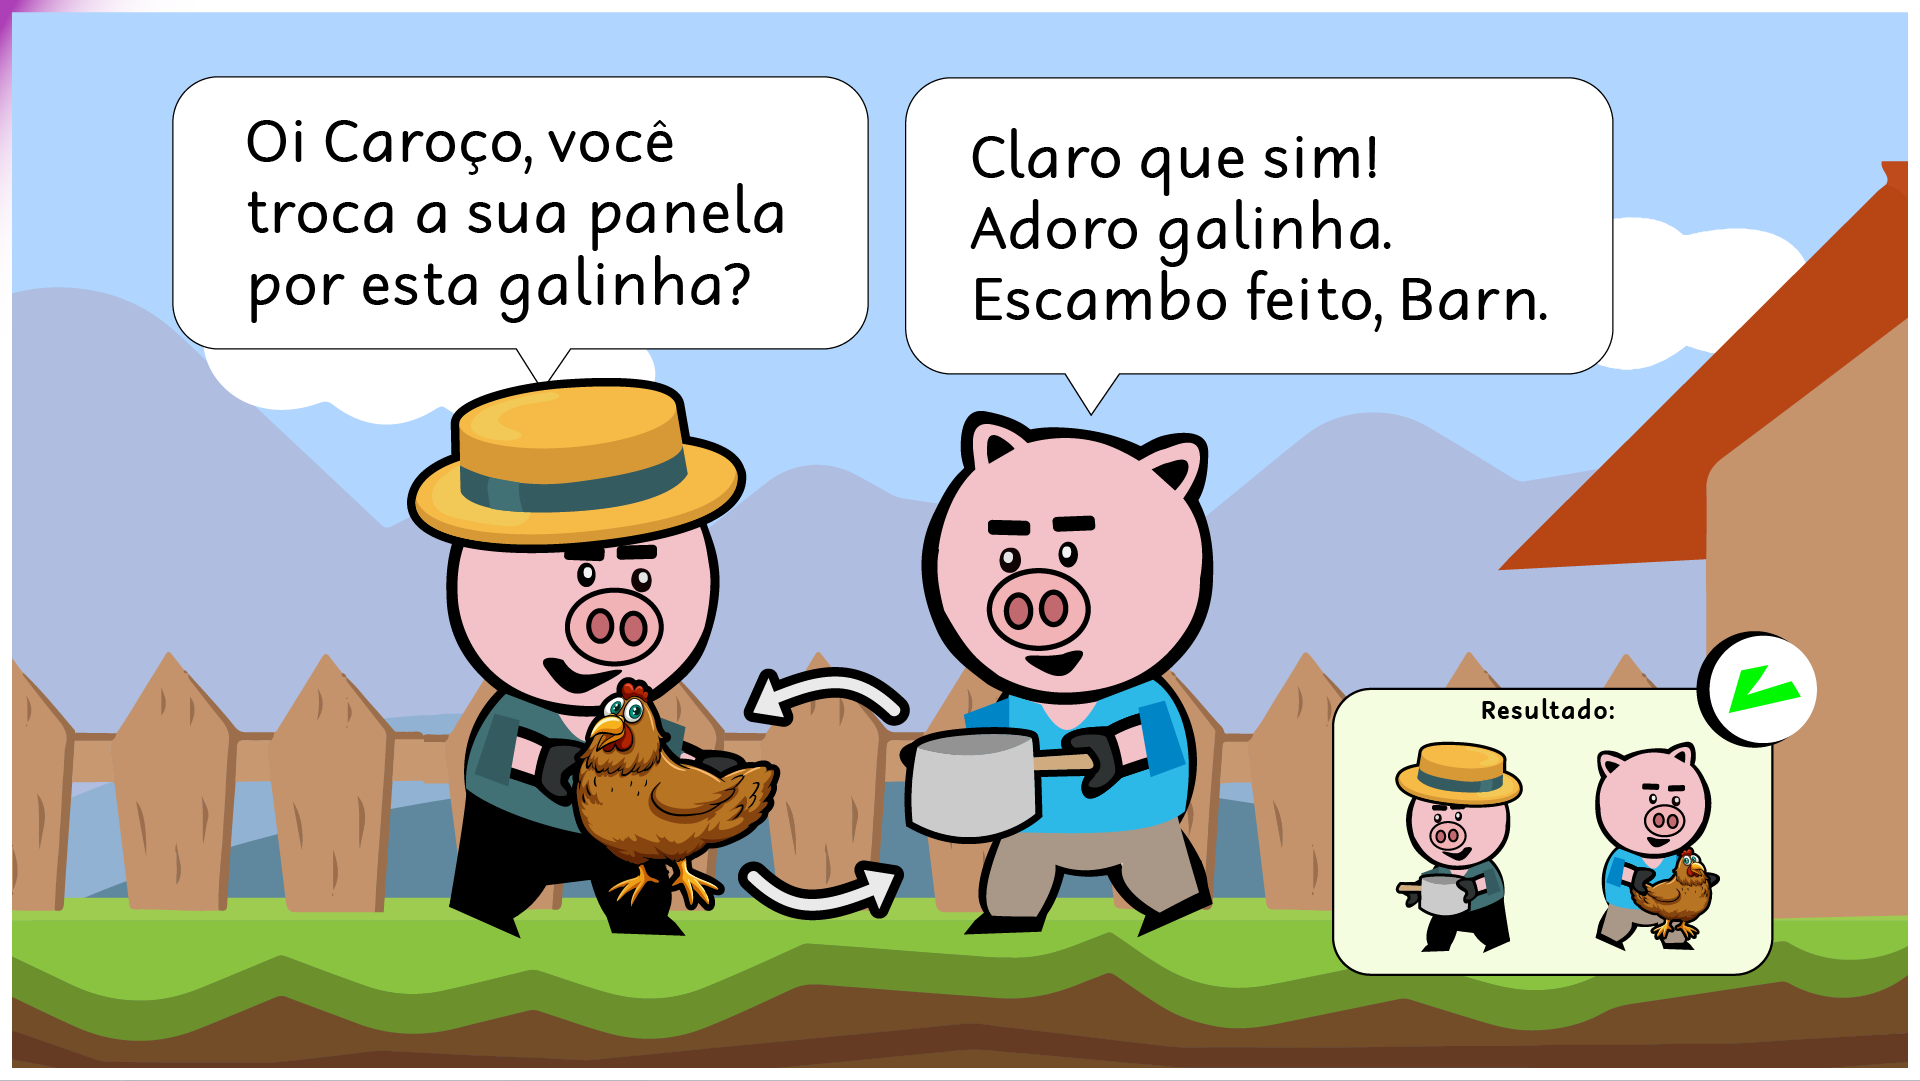 Oi Caroço, você
troca a sua panela
por esta galinha?
Claro que sim!
Adoro galinha.
Escambo feito, Barn.
Resultado: